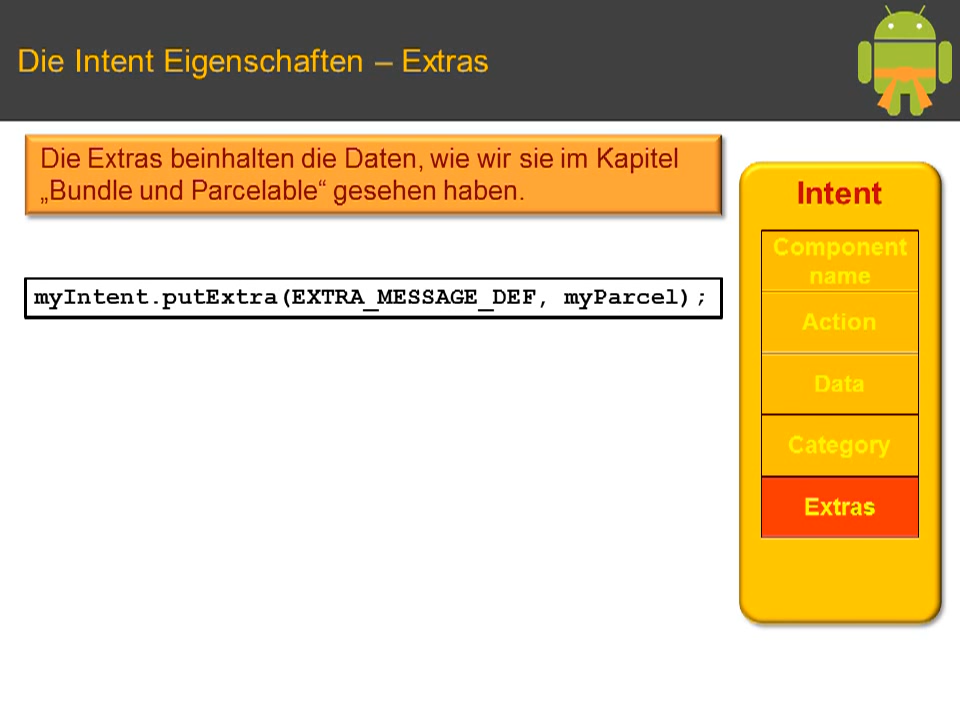 Die Intent Eigenschaften – Extras
Die Extras beinhalten die Daten, wie wir sie im Kapitel
„Bundle und Parcelable“ gesehen haben.
myIntent.putExtra(EXTRA_MESSAGE_DEF, myParcel);
Intent
Component
name
Action
Data
Category
Extras